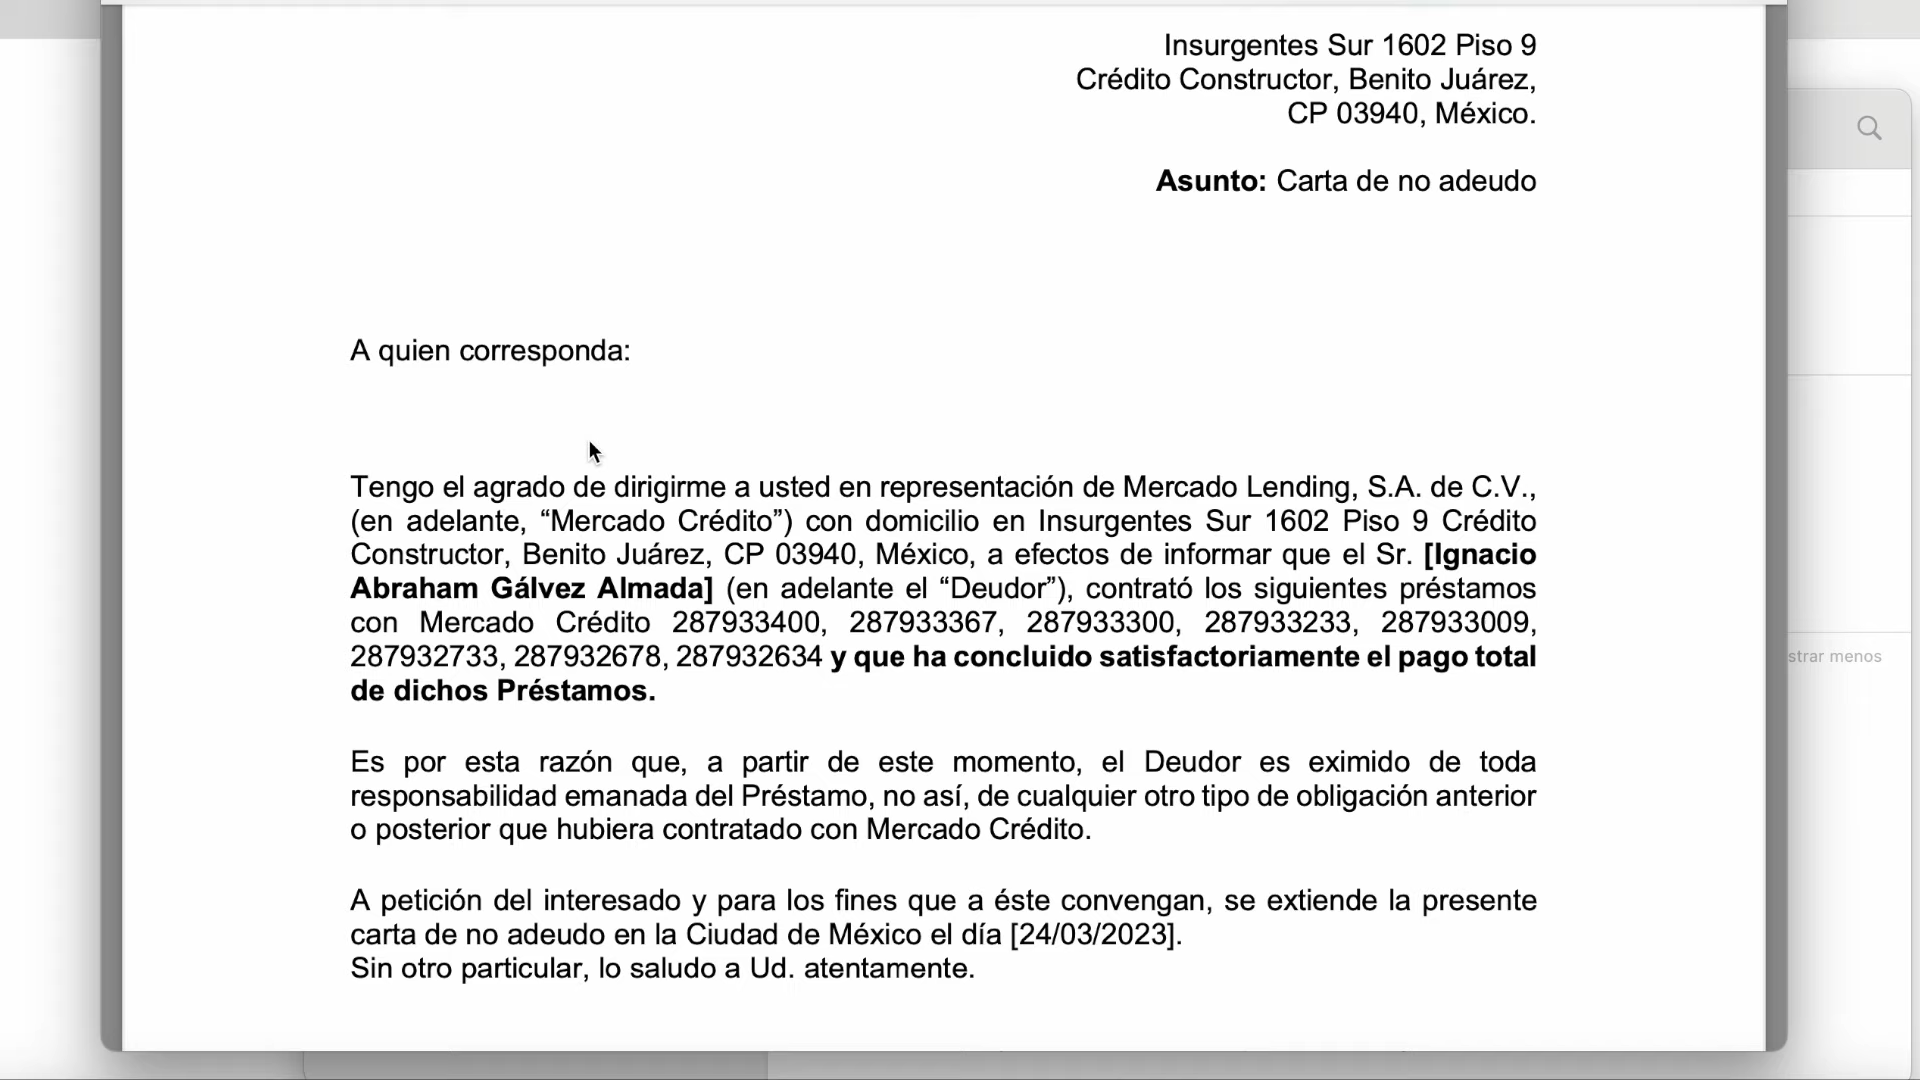 Insurgentes Sur 1602 Piso 9
Crédito Constructor, Benito Juárez,
CP 03940, México.
Asunto: Carta de no adeudo
A quien corresponda:
Tengo el agrado de dirigirme a usted en representación de Mercado Lending, S.A. de C.V.,
(en adelante, “Mercado Crédito”) con domicilio en Insurgentes Sur 1602 Piso 9 Crédito
Constructor, Benito Juárez, CP 03940, México, a efectos de informar que el Sr. [Ignacio
Abraham Gálvez Almada] (en adelante el “Deudor”), contrató los siguientes préstamos
con Mercado Crédito 287933400, 287933367, 287933300, 287933233, 287933009,
287932733, 287932678, 287932634 y que ha concluido satisfactoriamente el pago total
de dichos Préstamos.
Es por esta razón que, a partir de este momento, el Deudor es eximido de toda
responsabilidad emanada del Préstamo, no así, de cualquier otro tipo de obligación anterior
o posterior que hubiera contratado con Mercado Crédito.
A petición del interesado y para los fines que a éste convengan, se extiende la presente
carta de no adeudo en la Ciudad de México el día [24/03/2023].
Sin otro particular, lo saludo a Ud. atentamente.
strar menos